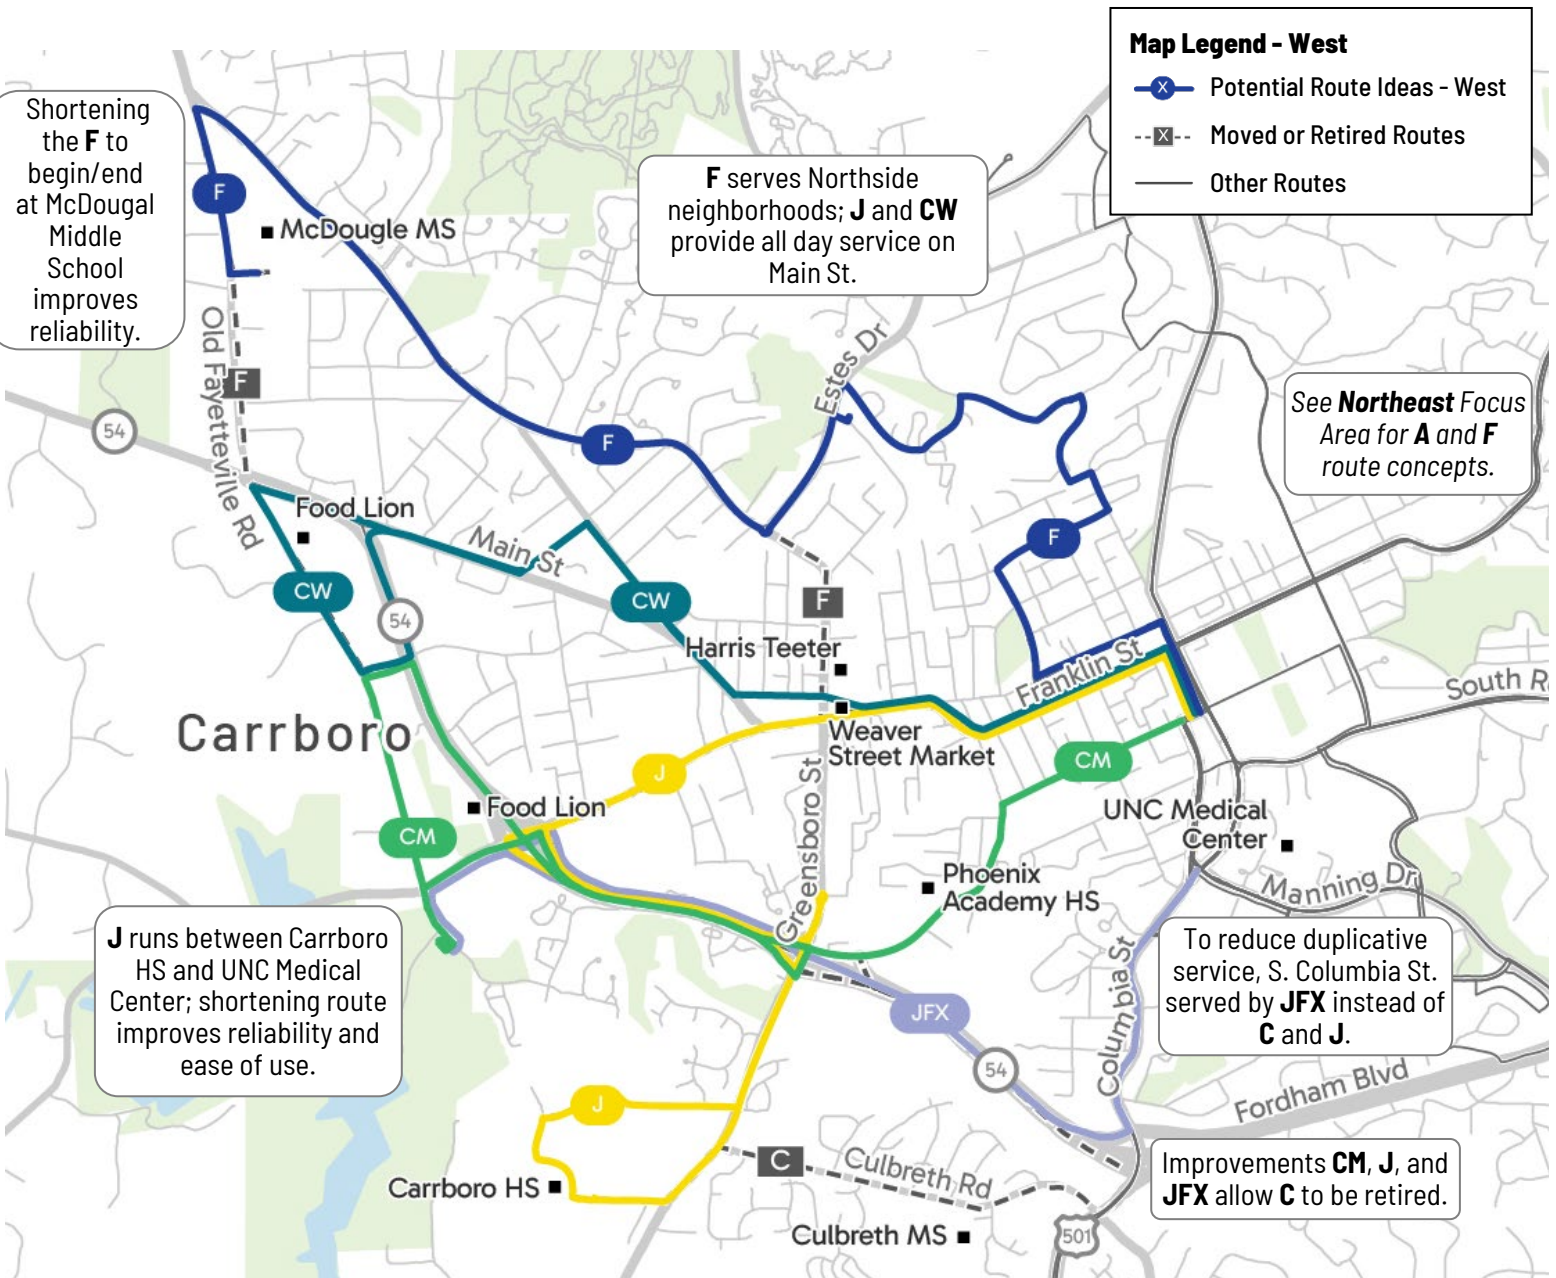 Map Legend - West
X Potential Route Ideas - West
X Moved or Retired Routes
Other Routes
Shortening
the F to
begin/end
at McDougal
Middle
School
improves
reliability.
F
McDougle MS
F serves Northside
neighborhoods; J and CW
provide all day service on
Main St.
Old Fayetteville Rd
F
54
Estes Dr
See Northeast Focus
Area for A and F
route concepts.
F
Food Lion
Main St
F
CW
CW
F
54
Harris Teeter
Franklin St
South R
Carrboro
Weaver
Street Market
J
CM
Food Lion
CM
UNC Medical
Center
Greensboro St
Phoenix
Academy HS
Manning Dr
J runs between Carrboro
HS and UNC Medical
Center; shortening route
improves reliability and
ease of use.
To reduce duplicative
service, S. Columbia St.
served by JFX instead of
C and J.
JFX
Columbia St
54
J
Fordham Blvd
C
Culbreth Rd
Improvements CM, J, and
JFX allow C to be retired.
Carrboro HS
Culbreth MS
501